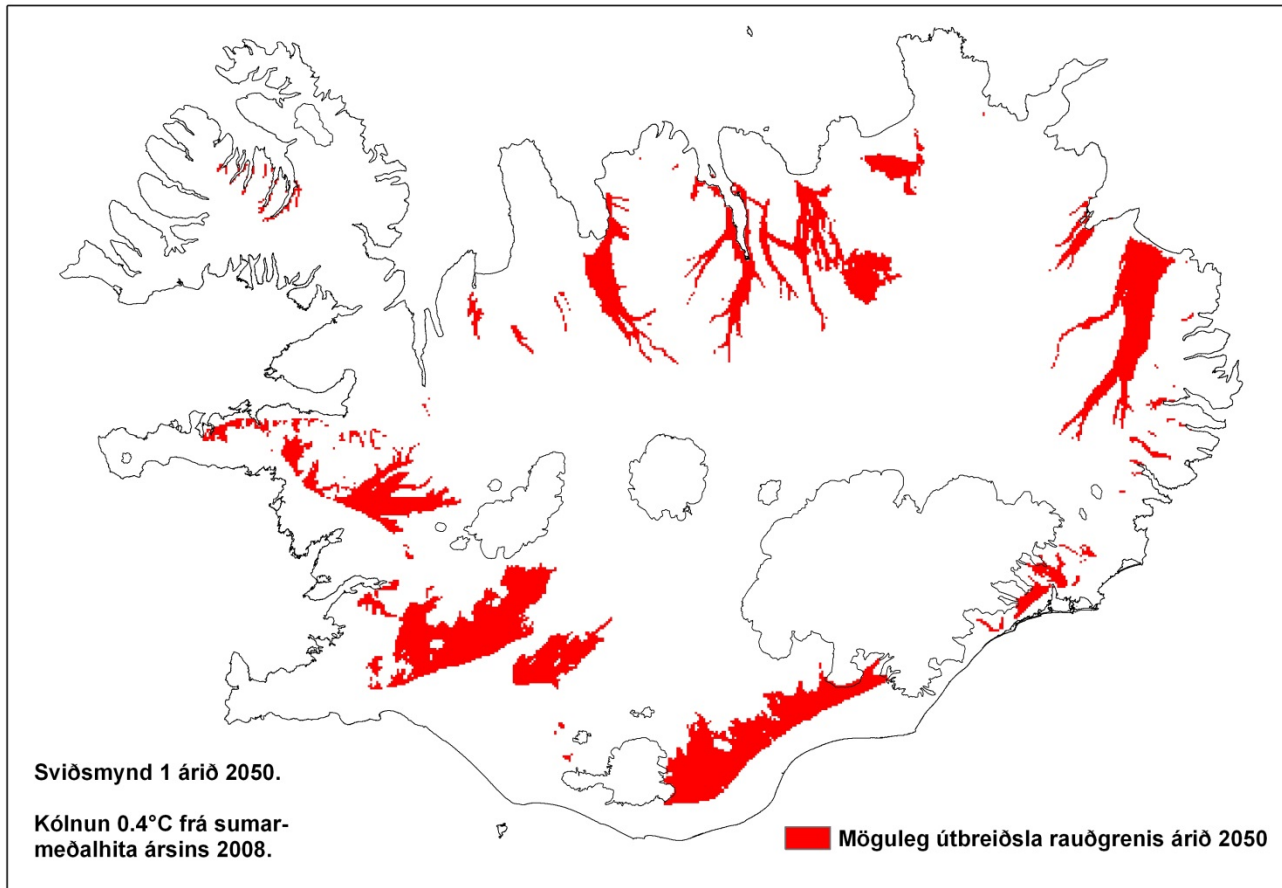 Sviðsmynd 1 árið 2050.
Kólnun 0.4°C frá sumar-
meðalhita ársins 2008.
Möguleg útbreiðsla rauðgrenis árið 2050